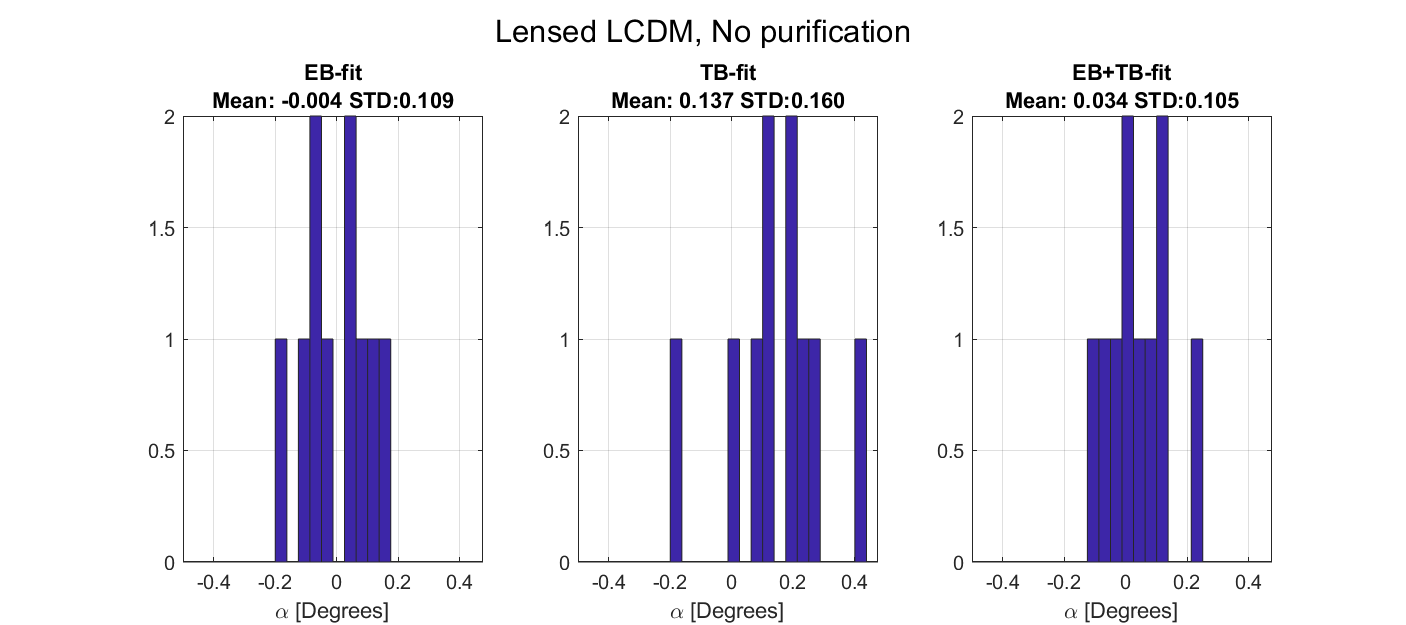 Lensed LCDM, No purification
EB-fit
Mean: -0.004 STD:0.109
2
1.5
1
0.5
0
-0.4 -0.2 0 0.2 0.4
α [Degrees]
TB-fit
Mean: 0.137 STD:0.160
2
1.5
1
0.5
0
-0.4 -0.2 0 0.2 0.4
α [Degrees]
EB+TB-fit
Mean: 0.034 STD:0.105
2
1.5
1
0.5
0
-0.4 -0.2 0 0.2 0.4
α [Degrees]